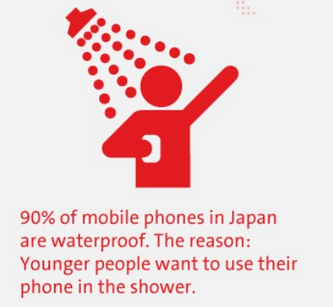 90% of mobile phones in Japan
are waterproof. The reason:
Younger people want to use their
phone in the shower.